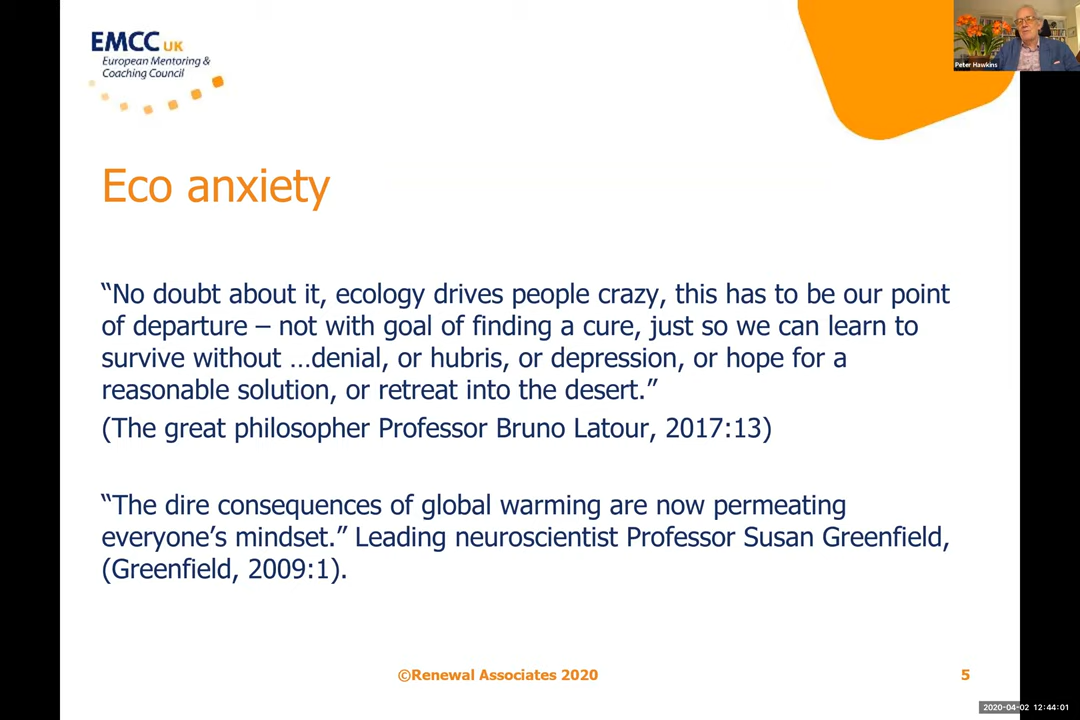 EMCC UK
European Mentoring &
Coaching Council
Peter Hawkins
Eco anxiety
“No doubt about it, ecology drives people crazy, this has to be our point
of departure – not with goal of finding a cure, just so we can learn to
survive without …denial, or hubris, or depression, or hope for a
reasonable solution, or retreat into the desert.”
(The great philosopher Professor Bruno Latour, 2017:13)
“The dire consequences of global warming are now permeating
everyone’s mindset.” Leading neuroscientist Professor Susan Greenfield,
(Greenfield, 2009:1).
©Renewal Associates 2020
5
2020-04-02 12:44:01